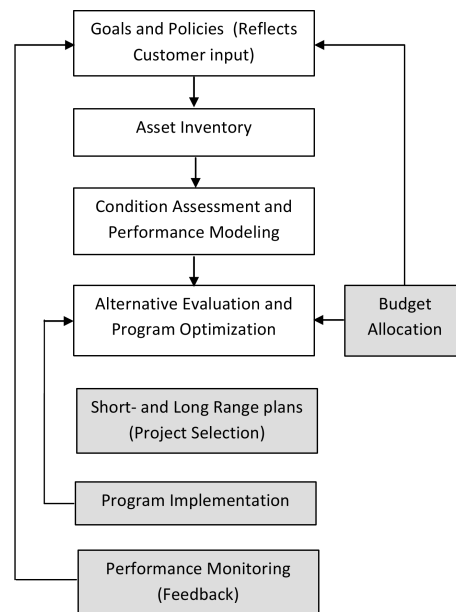 Goals and Policies  (Reflects
Customer input)
Asset Inventory
Condition Assessment and
Performance Modeling
Alternative Evaluation and
Program Optimization
Budget
Allocation
Short- and Long Range plans
(Project Selection)
Program Implementation
Performance Monitoring
(Feedback)